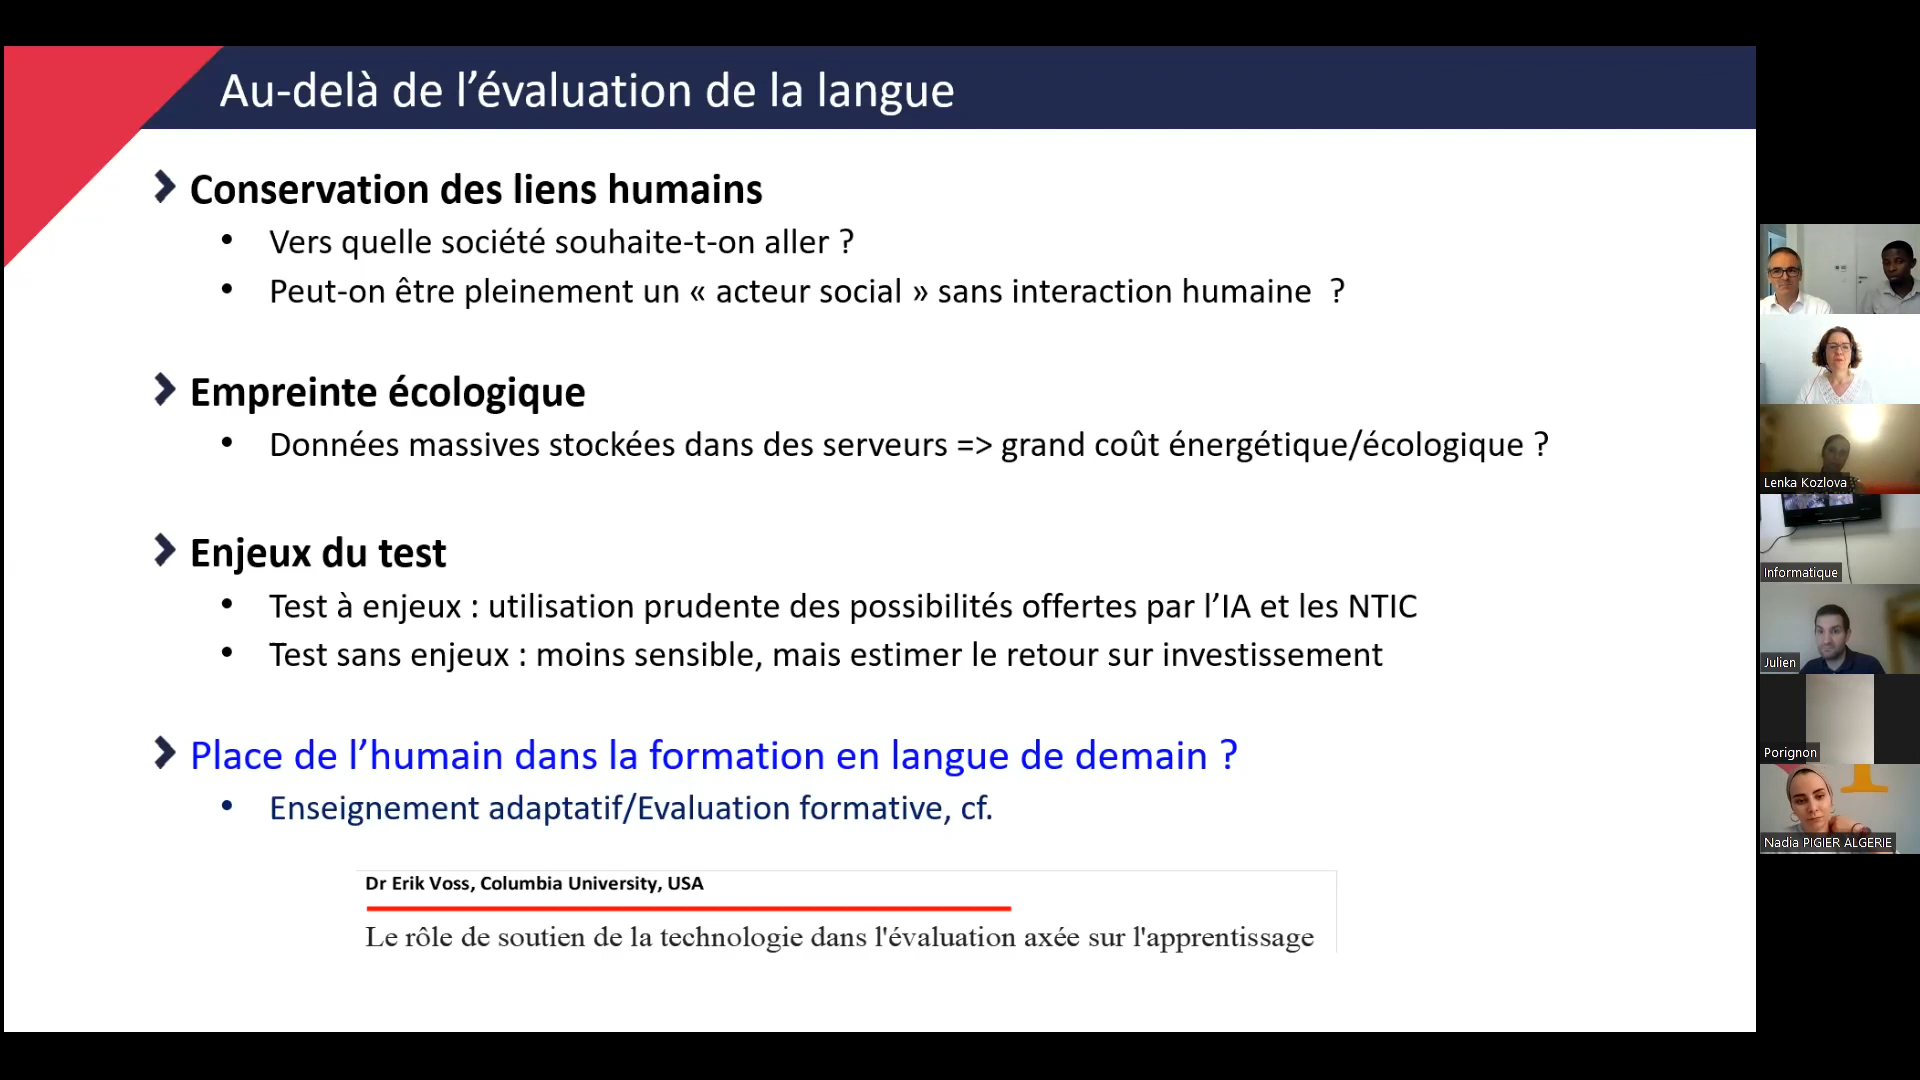 Au-delà de l’évaluation de la langue
Conservation des liens humains
• Vers quelle société souhaite-t-on aller ?
• Peut-on être pleinement un « acteur social » sans interaction humaine ?
Empreinte écologique
• Données massives stockées dans des serveurs => grand coût énergétique/écologique ?
Enjeux du test
• Test à enjeux : utilisation prudente des possibilités offertes par l’IA et les NTIC
• Test sans enjeux : moins sensible, mais estimer le retour sur investissement
Place de l’humain dans la formation en langue de demain ?
• Enseignement adaptatif/Evaluation formative, cf.
Dr Erik Voss, Columbia University, USA
Le rôle de soutien de la technologie dans l'évaluation axée sur l'apprentissage
Lenka Kozlova
Informatique
Julien
Porignon
Nadia PIGIER ALGERIE